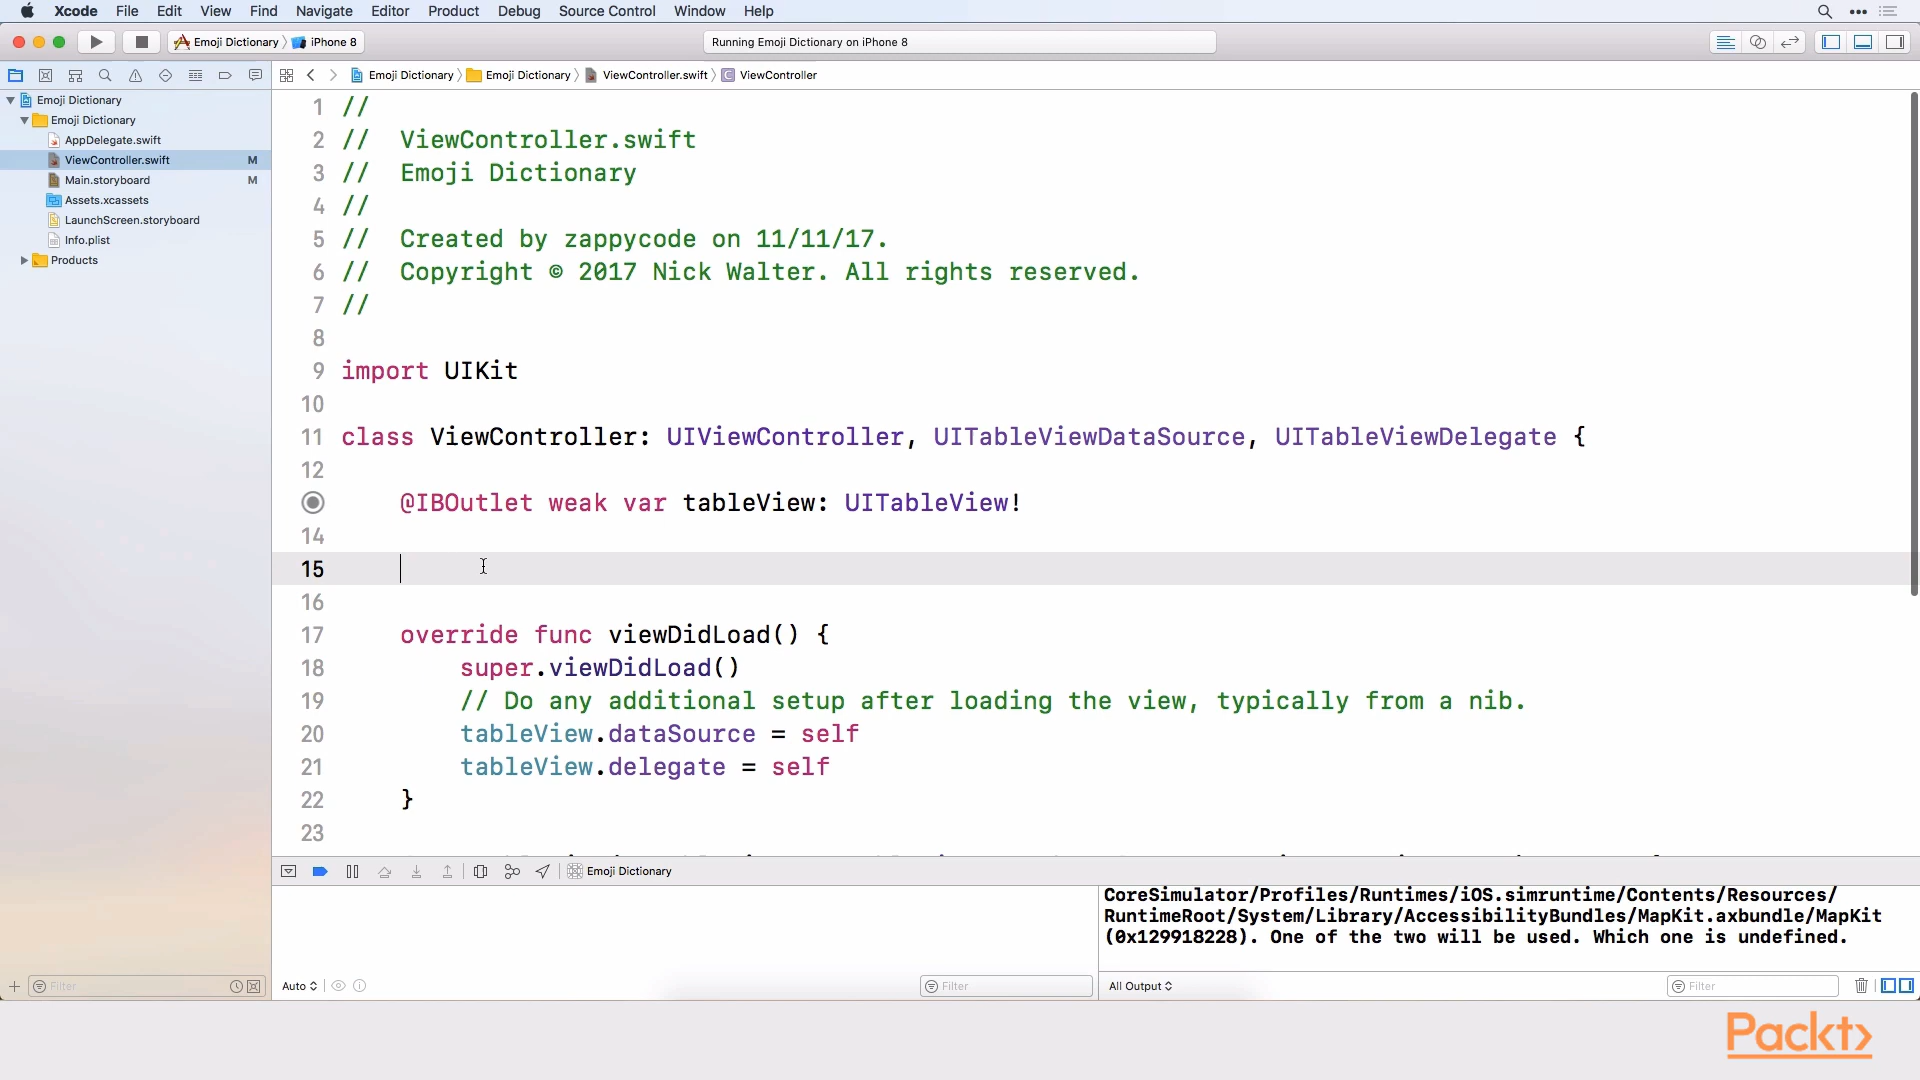 Xcode File Edit View Find Navigate Editor Product Debug Source Control Window Help
Emoji Dictionary iPhone 8
Running Emoji Dictionary on iPhone 8
Emoji Dictionary Emoji Dictionary ViewController.swift C ViewController
Emoji Dictionary
Emoji Dictionary
AppDelegate.swift
ViewController.swift M
Main.storyboard M
Assets.xcassets
LaunchScreen.storyboard
Info.plist
Products
1 //
2 // ViewController.swift
3 // Emoji Dictionary
4 //
5 // Created by zappycode on 11/11/17.
6 // Copyright © 2017 Nick Walter. All rights reserved.
7 //
8
9 import UIKit
10
11 class ViewController: UIViewController, UITableViewDataSource, UITableViewDelegate {
12
@IBOutlet weak var tableView: UITableView!
14
15
16
17 override func viewDidLoad() {
18 super.viewDidLoad()
19 // Do any additional setup after loading the view, typically from a nib.
20 tableView.dataSource = self
21 tableView.delegate = self
22 }
23
Emoji Dictionary
CoreSimulator/Profiles/Runtimes/iOS.simruntime/Contents/Resources/
RuntimeRoot/System/Library/AccessibilityBundles/MapKit.axbundle/MapKit
(0x129918228). One of the two will be used. Which one is undefined.
Filter
Auto
Filter
All Output
Filter
Packt>